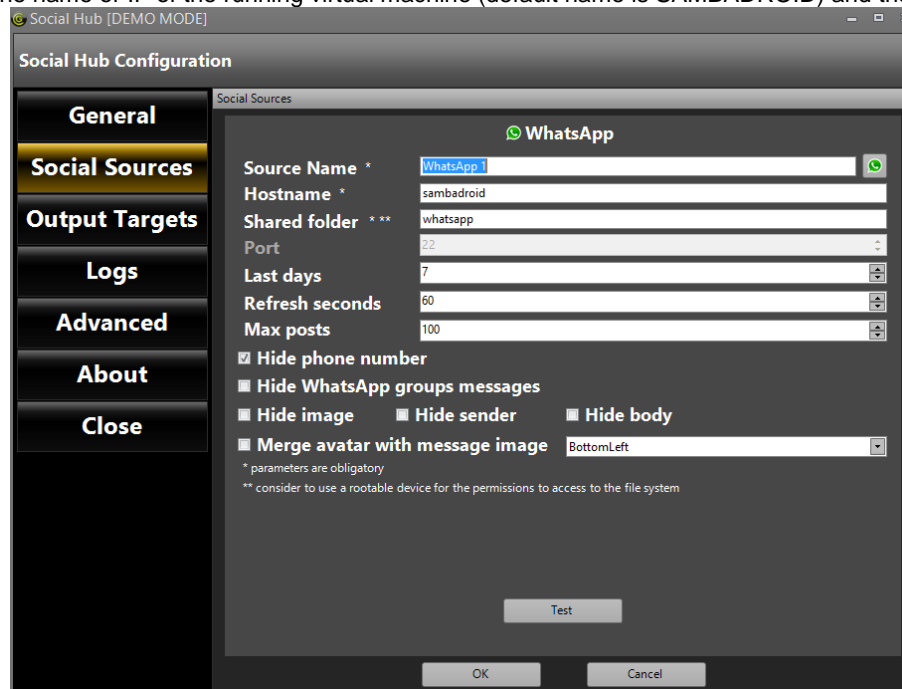 name or IP of the running virtual machine (default name is SAMBADROID) and the
Social Hub [DEMO MODE]
Social Hub Configuration
General
Social Sources
Output Targets
Logs
Advanced
About
Close
Social Sources
WhatsApp
Source Name * WhatsApp 1
Hostname * sambadroid
Shared folder * ** whatsapp
Port 22
Last days 7
Refresh seconds 60
Max posts 100
Hide phone number
Hide WhatsApp groups messages
Hide image Hide sender Hide body
Merge avatar with message image BottomLeft
* parameters are obligatory
** consider to use a rootable device for the permissions to access to the file system
Test
OK Cancel